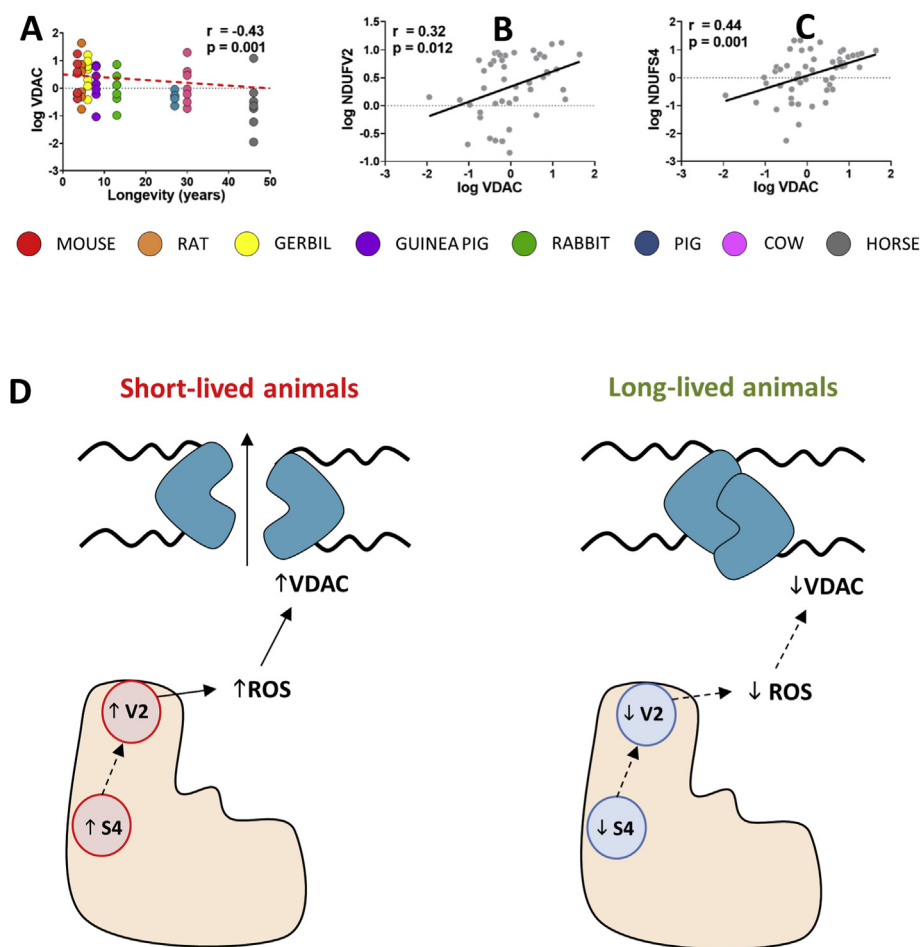 A
r = -0.43
p = 0.001
log VDAC
2
1
0
-1
-2
-3
0 10 20 30 40 50
Longevity (years)
B
r = 0.32
p = 0.012
log NDUFV2
1.5
1.0
0.5
0.0
-0.5
-1.0
-3 -2 -1 0 1 2
log VDAC
C
r = 0.44
p = 0.001
log NDUFS4
2
1
0
-1
-2
-3
-3 -2 -1 0 1 2
log VDAC
MOUSE RAT GERBIL GUINEA PIG RABBIT PIG COW HORSE
D
Short-lived animals
↑VDAC
↑ROS
↑ V2
↑ S4
Long-lived animals
↓VDAC
↓ ROS
↓ V2
↓ S4